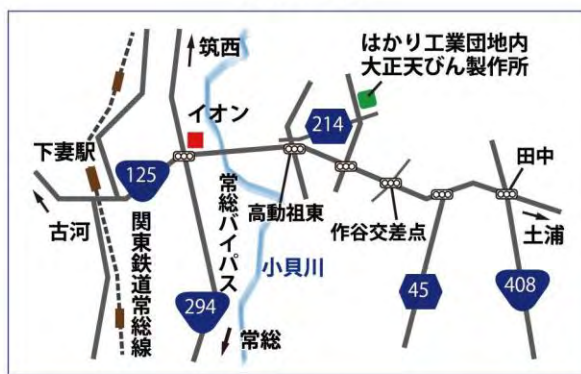 筑西
はかり工業団地内
大正天びん製作所
イオン
214
下妻駅
125
田中
高動祖東
作谷交差点
古河
関東鉄道常総線
常総バイパス
小貝川
土浦
294
45
408
常総